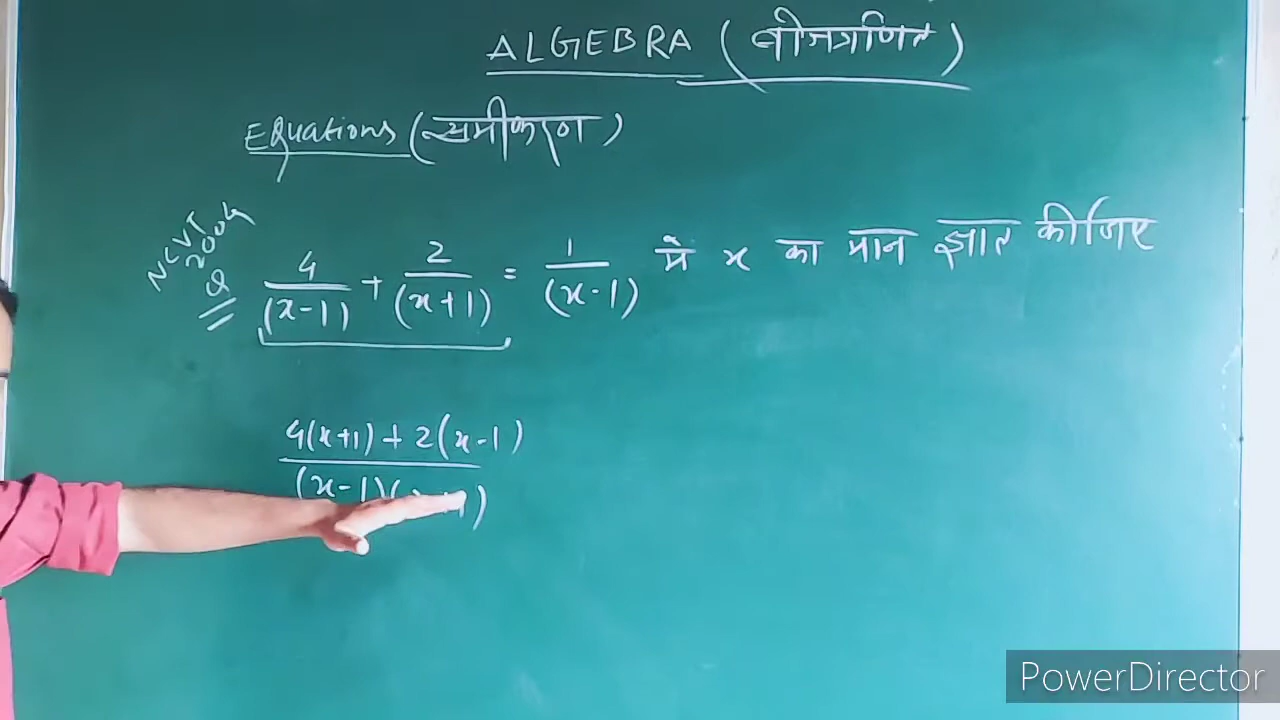 ALGEBRA (बीजगणित)
Equations (समीकरण)
NCVT
2004
Q
4/(x-1) + 2/(x+1) = 1/(x-1) में x का मान ज्ञात कीजिए
4(x+1) + 2(x-1)
(x-1)(
PowerDirector